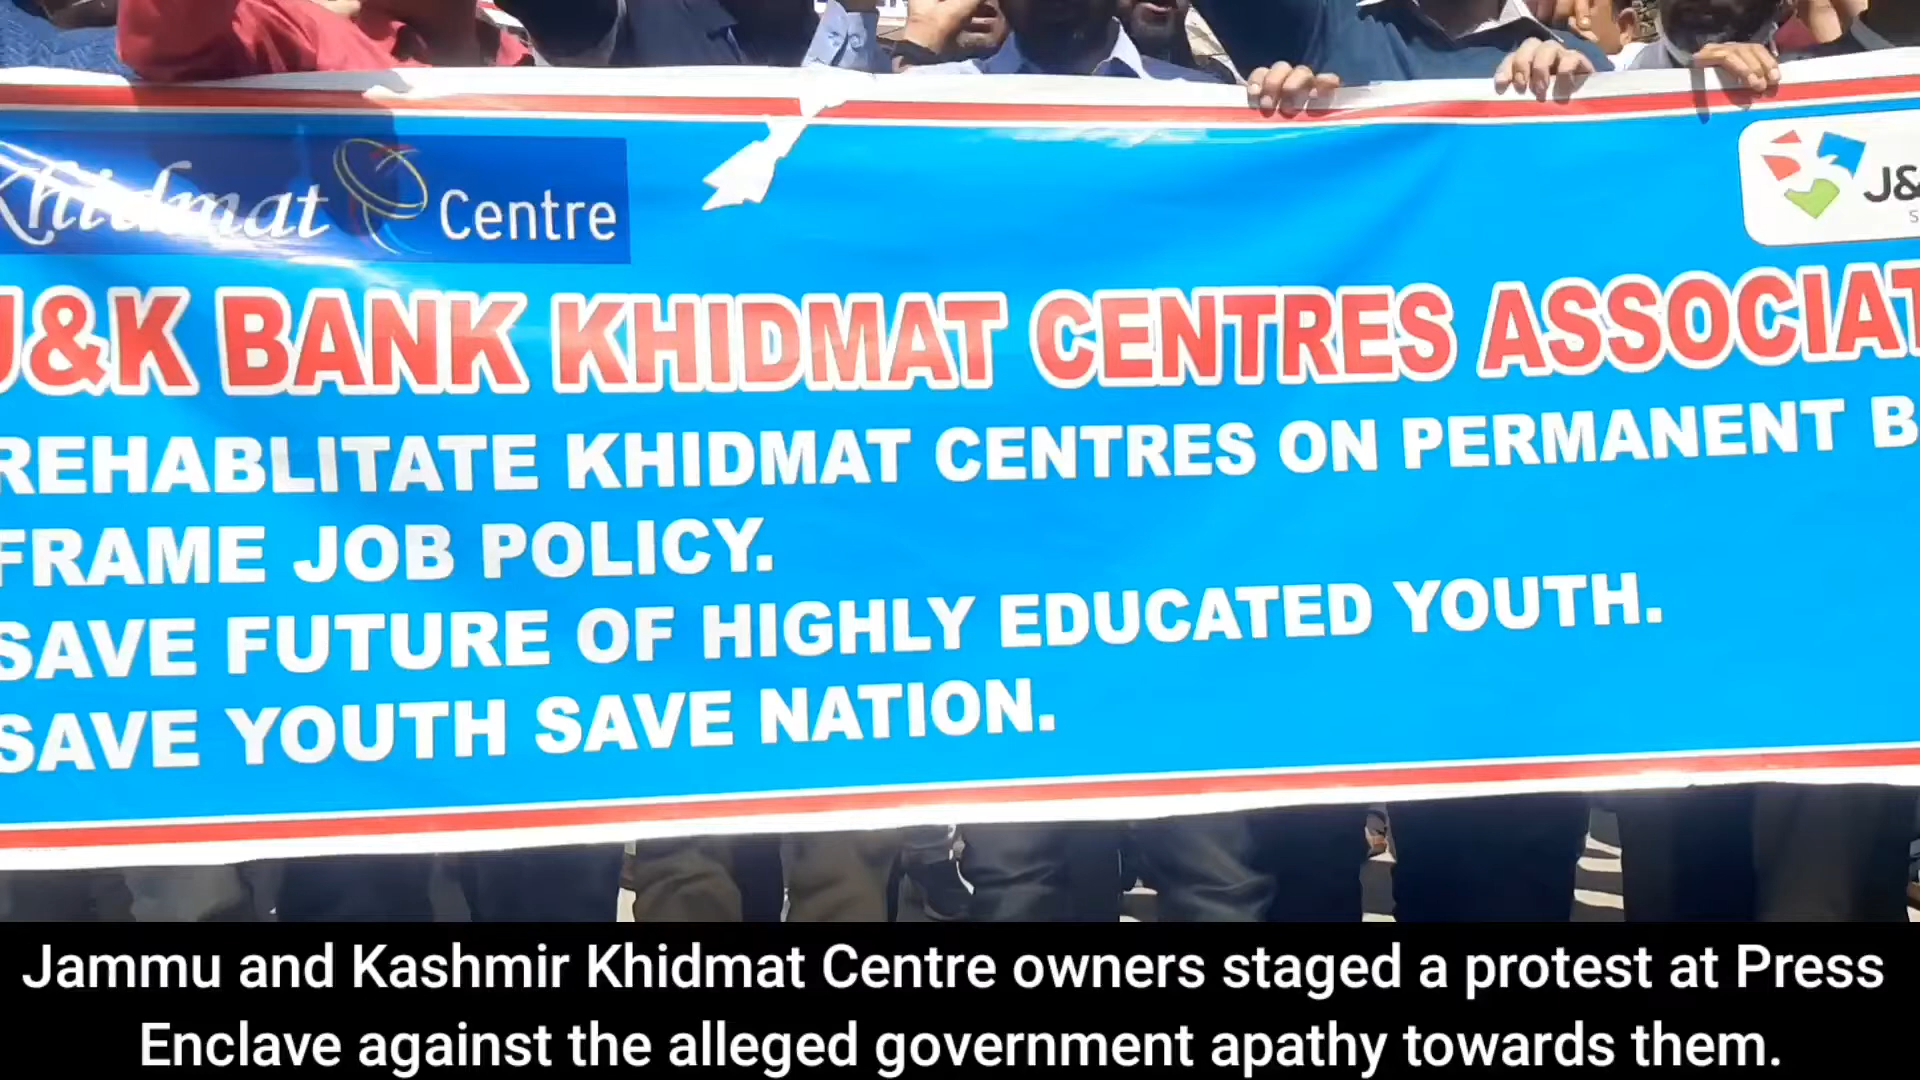 Khidmat Centre
J&
J&K BANK KHIDMAT CENTRES ASSOCIAT
REHABLITATE KHIDMAT CENTRES ON PERMANENT B
FRAME JOB POLICY.
SAVE FUTURE OF HIGHLY EDUCATED YOUTH.
SAVE YOUTH SAVE NATION.
Jammu and Kashmir Khidmat Centre owners staged a protest at Press
Enclave against the alleged government apathy towards them.